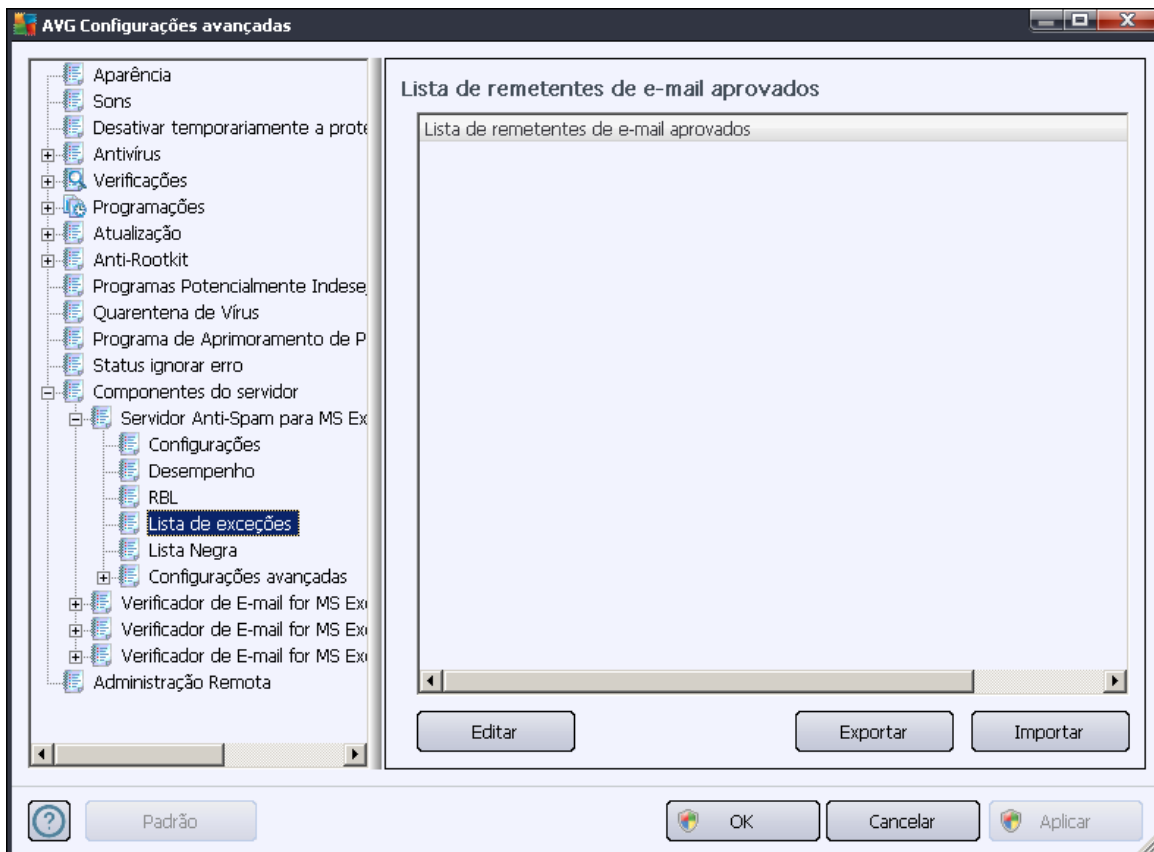 AVG Configurações avançadas
Aparência
Sons
Desativar temporariamente a prote
Antivírus
Verificações
Programações
Atualização
Anti-Rootkit
Programas Potencialmente Indese
Quarentena de Vírus
Programa de Aprimoramento de P
Status ignorar erro
Componentes do servidor
Servidor Anti-Spam para MS Ex
Configurações
Desempenho
RBL
Lista de exceções
Lista Negra
Configurações avançadas
Verificador de E-mail for MS Ex
Verificador de E-mail for MS Ex
Verificador de E-mail for MS Ex
Administração Remota
Lista de remetentes de e-mail aprovados
Lista de remetentes de e-mail aprovados
Editar
Exportar
Importar
Padrão
OK
Cancelar
Aplicar